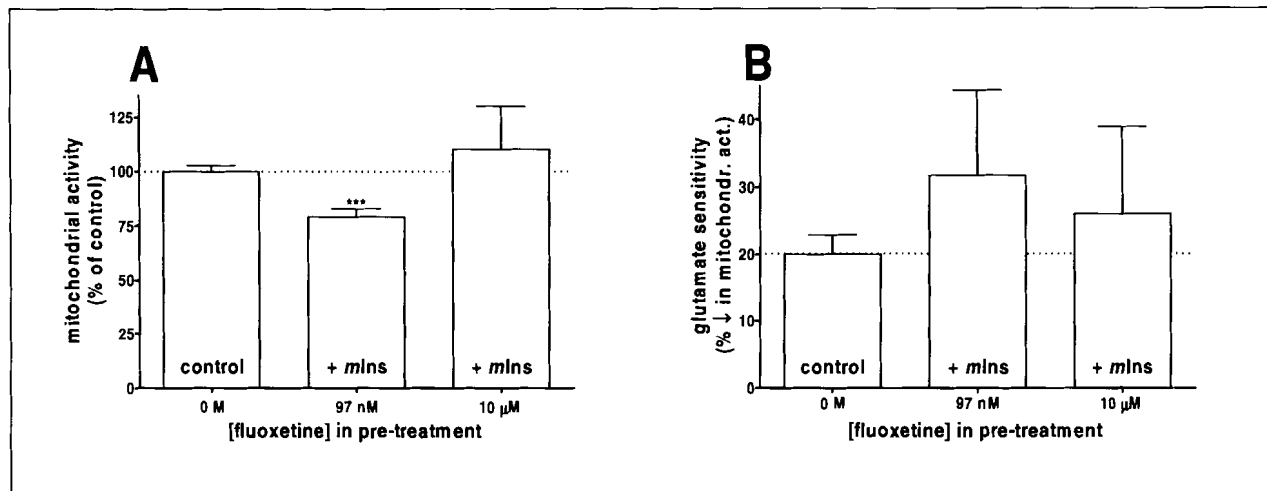 A
mitochondrial activity
(% of control)
125
100
75
50
25
0
***
control
+ mIns
+ mIns
0 M
97 nM
10 μM
[fluoxetine] in pre-treatment
B
glutamate sensitivity
(% ↓ in mitochondr. act.)
40
30
20
10
0
control
+ mIns
+ mIns
0 M
97 nM
10 μM
[fluoxetine] in pre-treatment